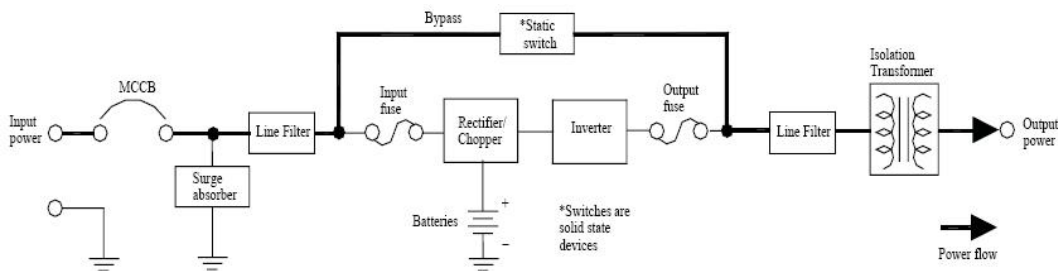 Bypass
*Static
switch
Isolation
Transformer
MCCB
Input
fuse
Output
fuse
Input
power
Line Filter
Rectifier/
Chopper
Inverter
Line Filter
Output
power
Surge
absorber
Batteries
+
−
*Switches are
solid state
devices
Power flow